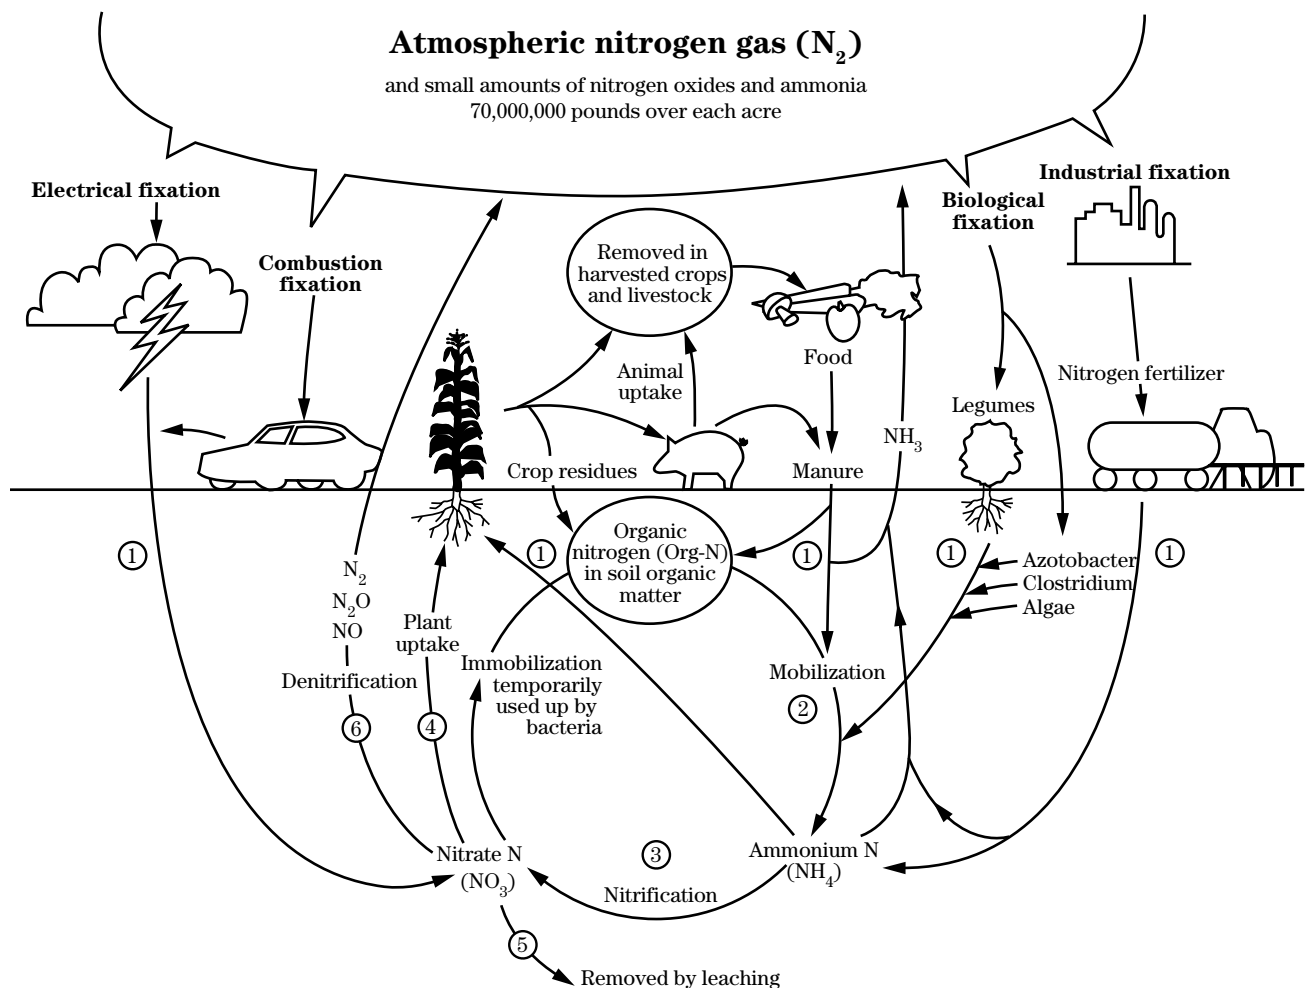 Atmospheric nitrogen gas (N2)
and small amounts of nitrogen oxides and ammonia
70,000,000 pounds over each acre
Electrical fixation
Combustion
fixation
Biological
fixation
Industrial fixation
Removed in
harvested crops
and livestock
Food
Animal
uptake
Nitrogen fertilizer
Legumes
NH3
Crop residues
Manure
1
1
1
1
1
Organic
nitrogen (Org-N)
in soil organic
matter
Azotobacter
Clostridium
Algae
N2
N2O
NO
Denitrification
Plant
uptake
Immobilization
temporarily
used up by
bacteria
Mobilization
2
6
4
Nitrate N
(NO3)
3
Nitrification
Ammonium N
(NH4)
5
Removed by leaching